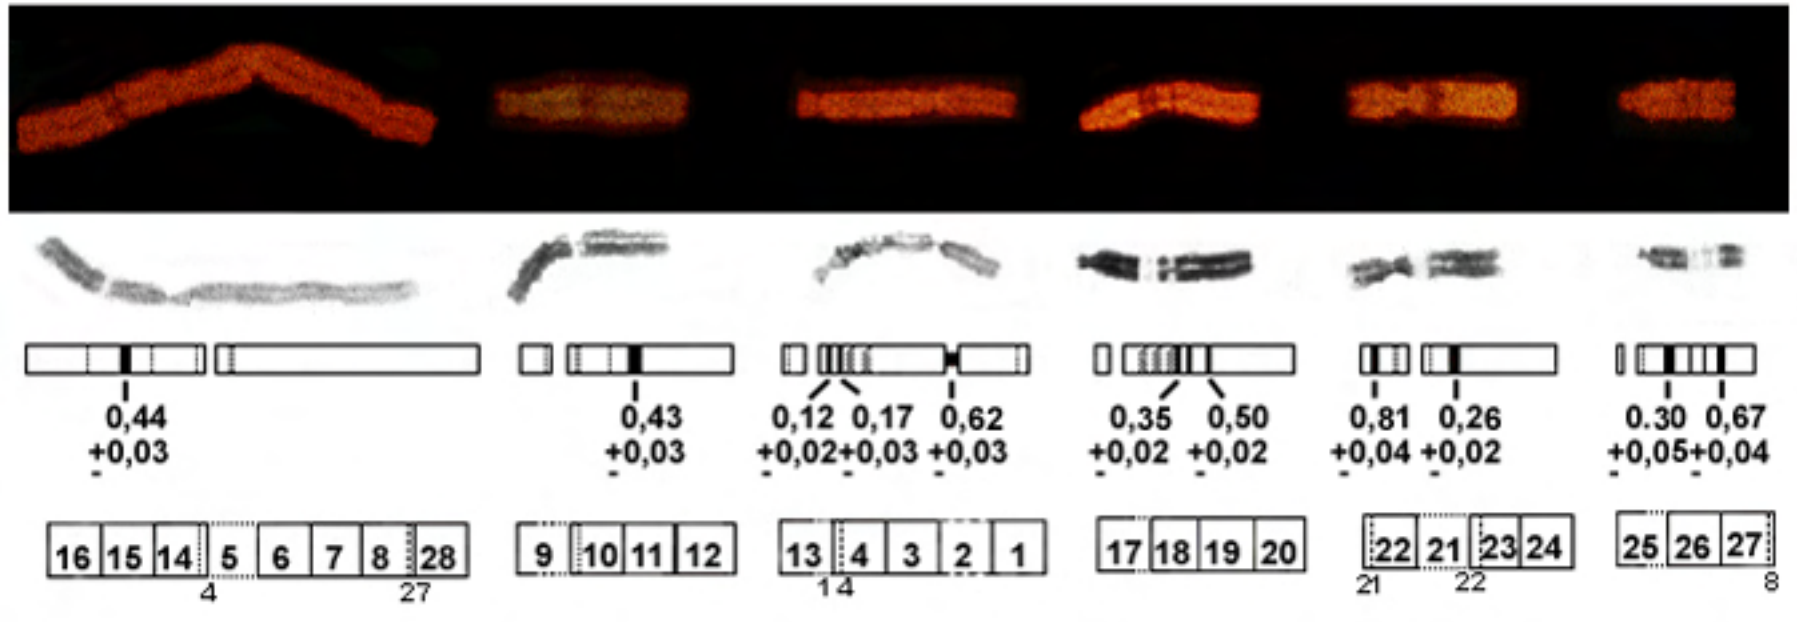 0,44 0,43 0,12 0,17 0,62 0,35 0,50 0,81 0,26 0.30 0,67
+0,03 +0,03 +0,02 +0,03 +0,03 +0,02 +0,02 +0,04 +0,02 +0,05 +0,04
- - - - - - - - - - -
16 15 14 5 6 7 8 28 9 10 11 12 13 4 3 2 1 17 18 19 20 22 21 23 24 25 26 27
4 27 14 21 22 8